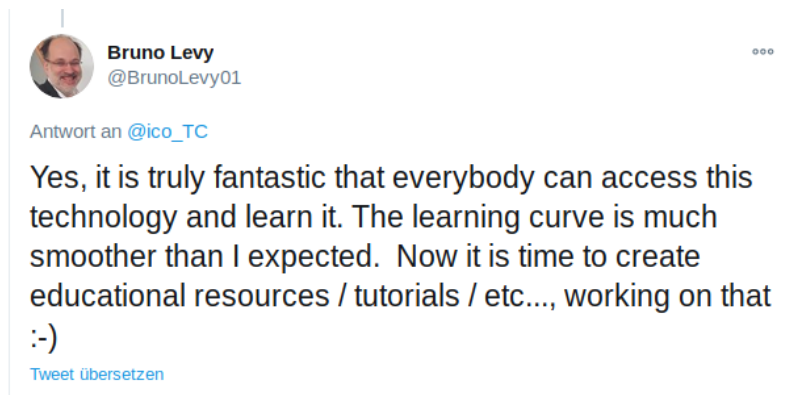 Bruno Levy
@BrunoLevy01
Antwort an @ico_TC
Yes, it is truly fantastic that everybody can access this
technology and learn it. The learning curve is much
smoother than I expected.  Now it is time to create
educational resources / tutorials / etc..., working on that
:-)
Tweet übersetzen